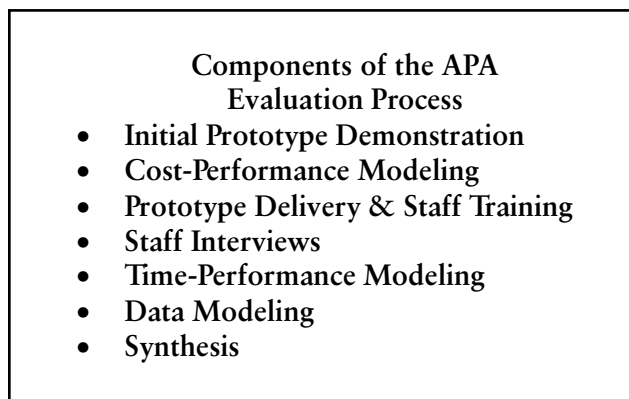 Components of the APA
Evaluation Process
• Initial Prototype Demonstration
• Cost-Performance Modeling
• Prototype Delivery & Staff Training
• Staff Interviews
• Time-Performance Modeling
• Data Modeling
• Synthesis